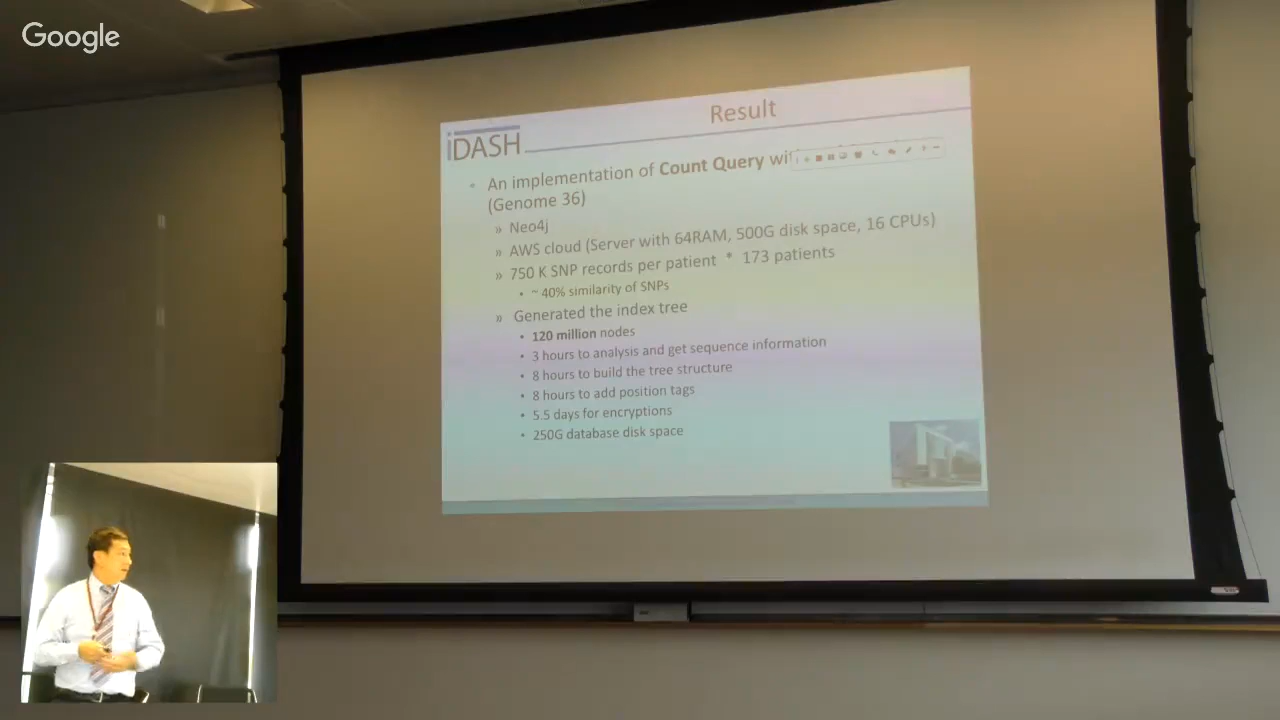 Google
iDASH
Result
• An implementation of Count Query wi
(Genome 36)
» Neo4j
» AWS cloud (Server with 64RAM, 500G disk space, 16 CPUs)
» 750 K SNP records per patient * 173 patients
• ~ 40% similarity of SNPs
» Generated the index tree
• 120 million nodes
• 3 hours to analysis and get sequence information
• 8 hours to build the tree structure
• 8 hours to add position tags
• 5.5 days for encryptions
• 250G database disk space